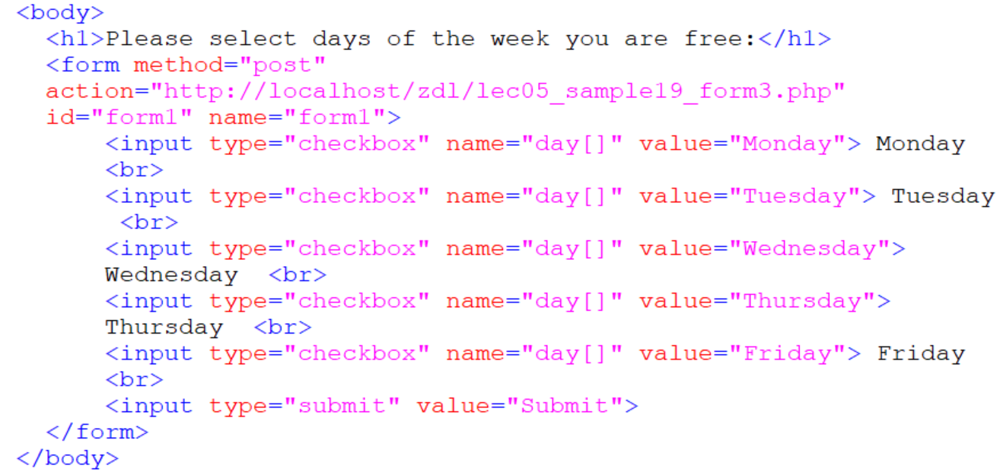 <body>
<h1>Please select days of the week you are free:</h1>
<form method="post"
action="http://localhost/zdl/lec05_sample19_form3.php"
id="form1" name="form1">
<input type="checkbox" name="day[]" value="Monday"> Monday
<br>
<input type="checkbox" name="day[]" value="Tuesday"> Tuesday
<br>
<input type="checkbox" name="day[]" value="Wednesday">
Wednesday <br>
<input type="checkbox" name="day[]" value="Thursday">
Thursday <br>
<input type="checkbox" name="day[]" value="Friday"> Friday
<br>
<input type="submit" value="Submit">
</form>
</body>